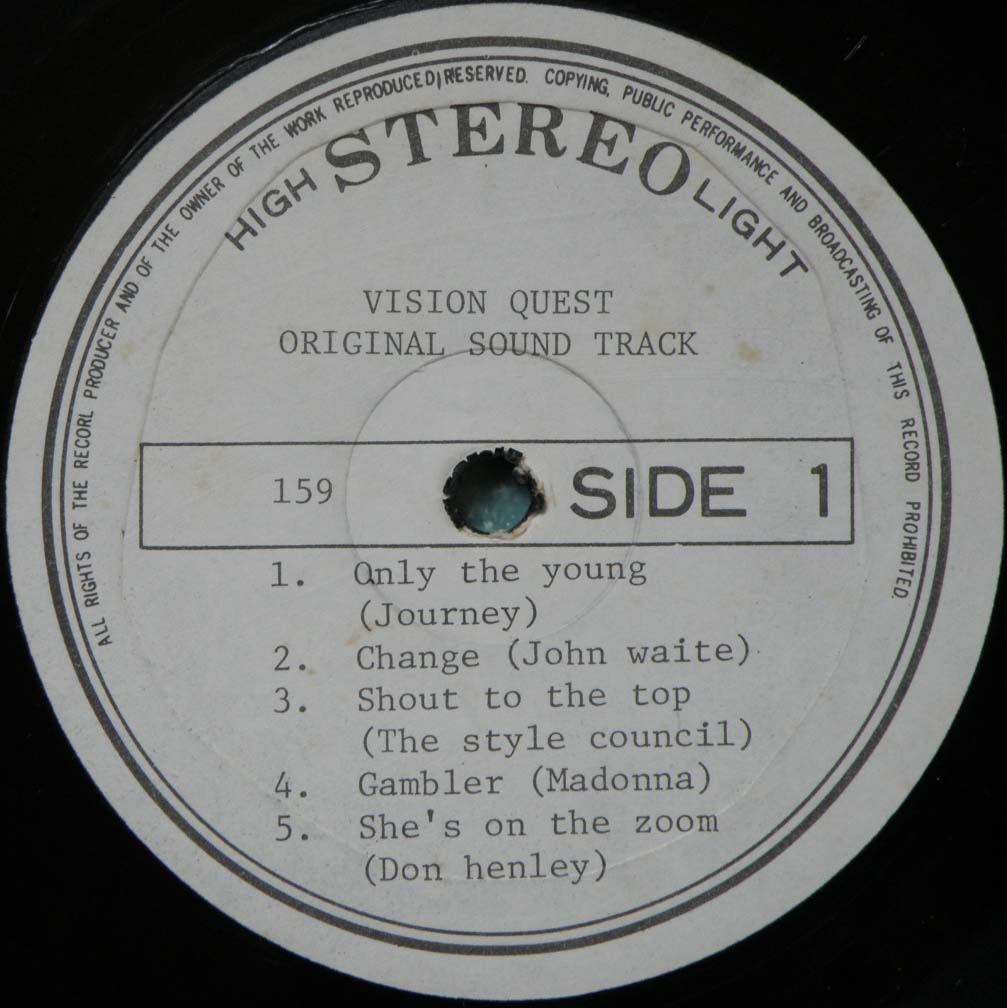 ALL RIGHTS OF THE RECORL PRODUCER AND OF THE OWNER OF THE WORK REPRODUCED) RESERVED. COPYING, PUBLIC PERFORMANCE AND BROADCASTING OF THIS RECORD PROHIBITED.
HIGH STEREO LIGHT
VISION QUEST
ORIGINAL SOUND TRACK
159 SIDE 1
1. Only the young
(Journey)
2. Change (John waite)
3. Shout to the top
(The style council)
4. Gambler (Madonna)
5. She's on the zoom
(Don henley)